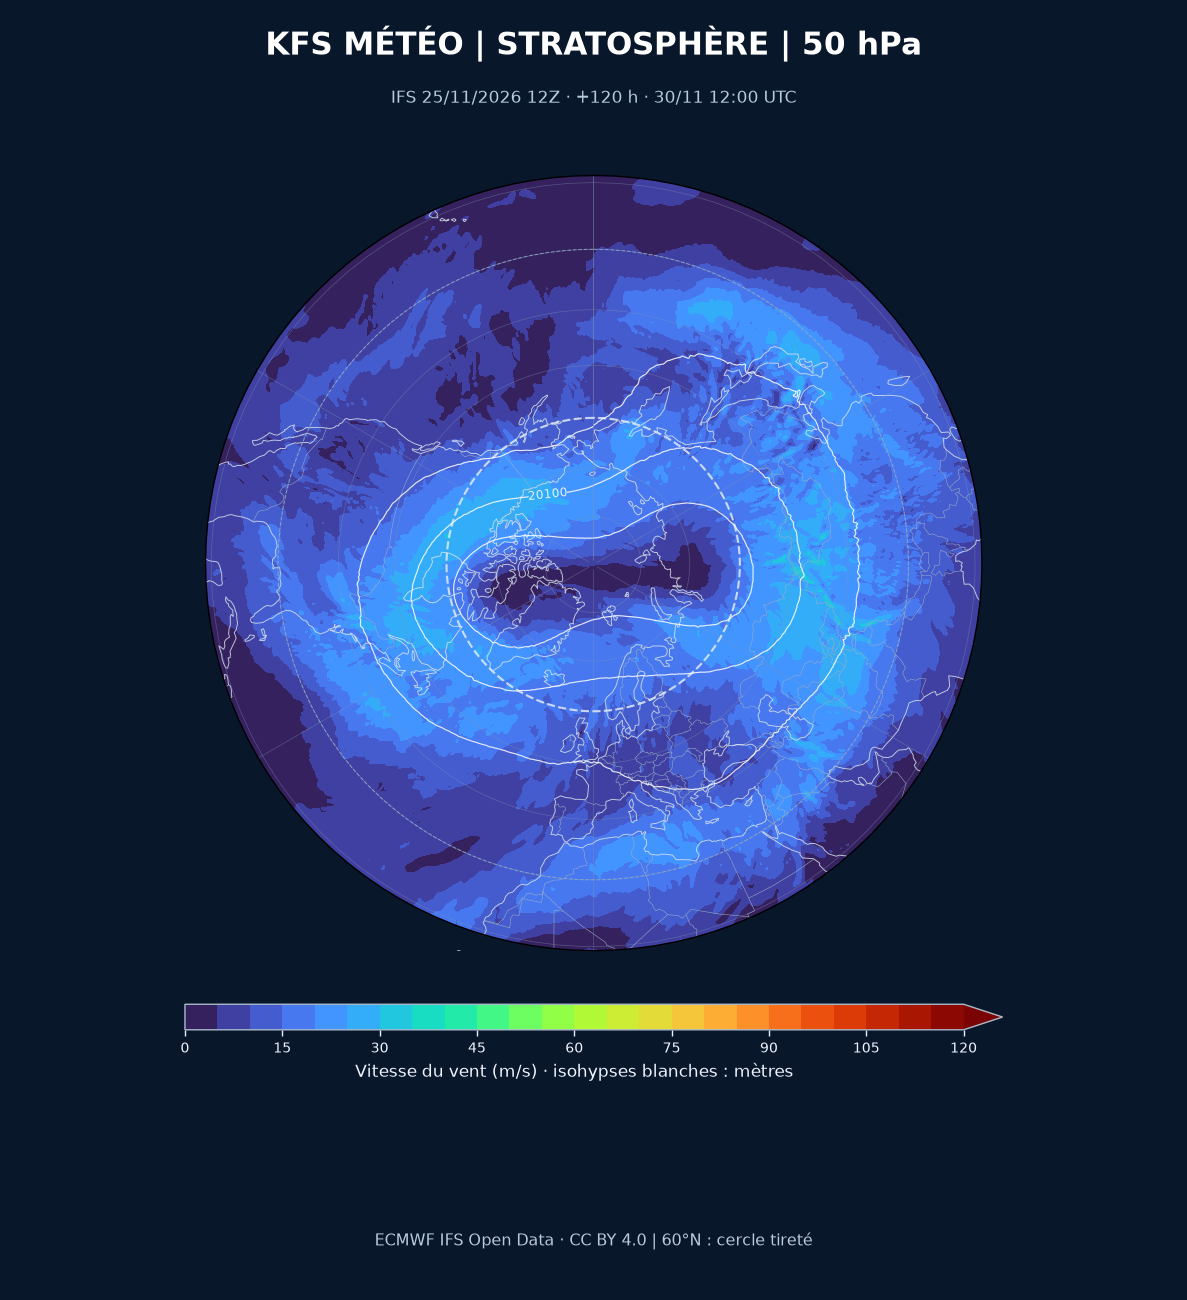 KFS MÉTÉO | STRATOSPHÈRE | 50 hPa
IFS 25/11/2026 12Z · +120 h · 30/11 12:00 UTC
20100
0 15 30 45 60 75 90 105 120
Vitesse du vent (m/s) · isohypses blanches : mètres
ECMWF IFS Open Data · CC BY 4.0 | 60°N : cercle tireté